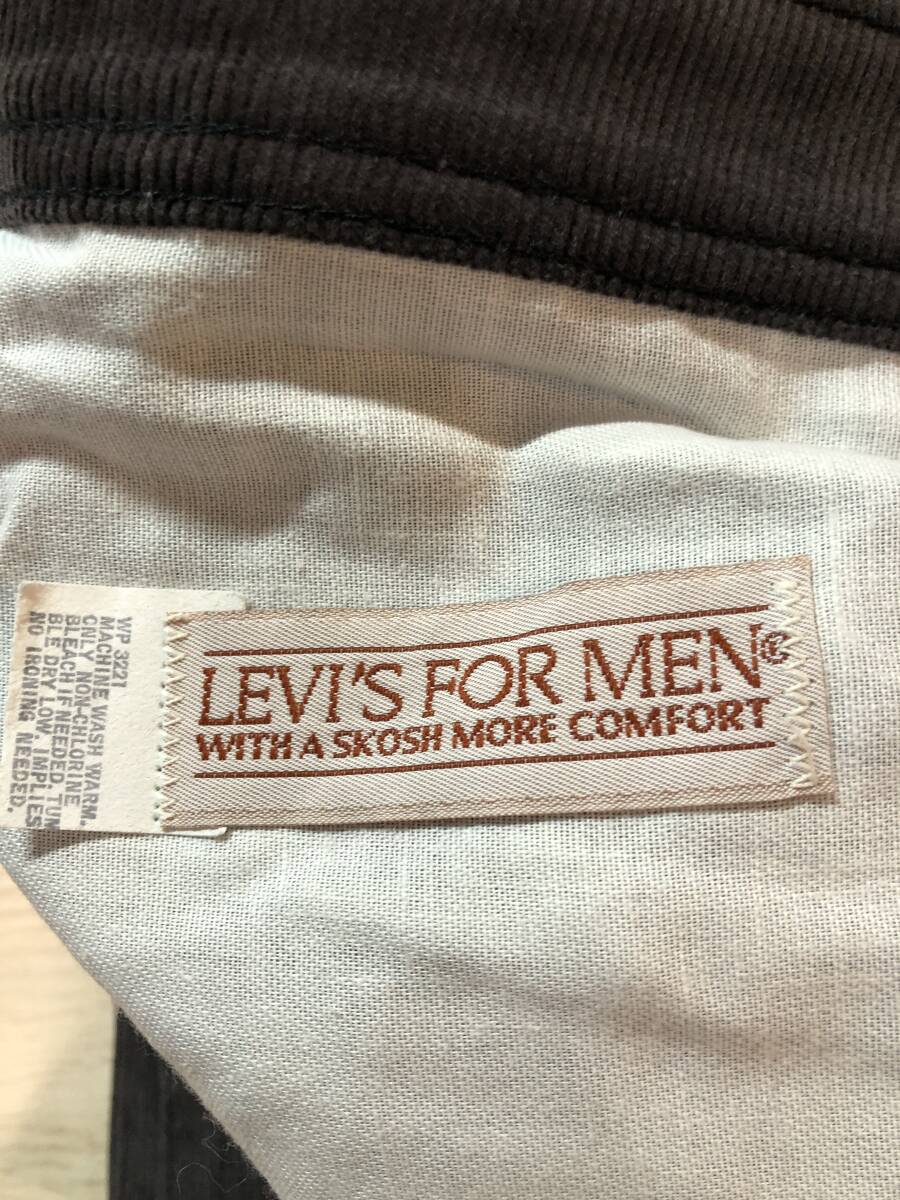 LEVI'S FOR MEN
WITH A SKOSH MORE COMFORT
WP 3221
MACHINE WASH WARM.
ONLY NON-CHLORINE
BLEACH IF NEEDED. TUM
BLE DRY LOW. IMPLIES
NO IRONING NEEDED.